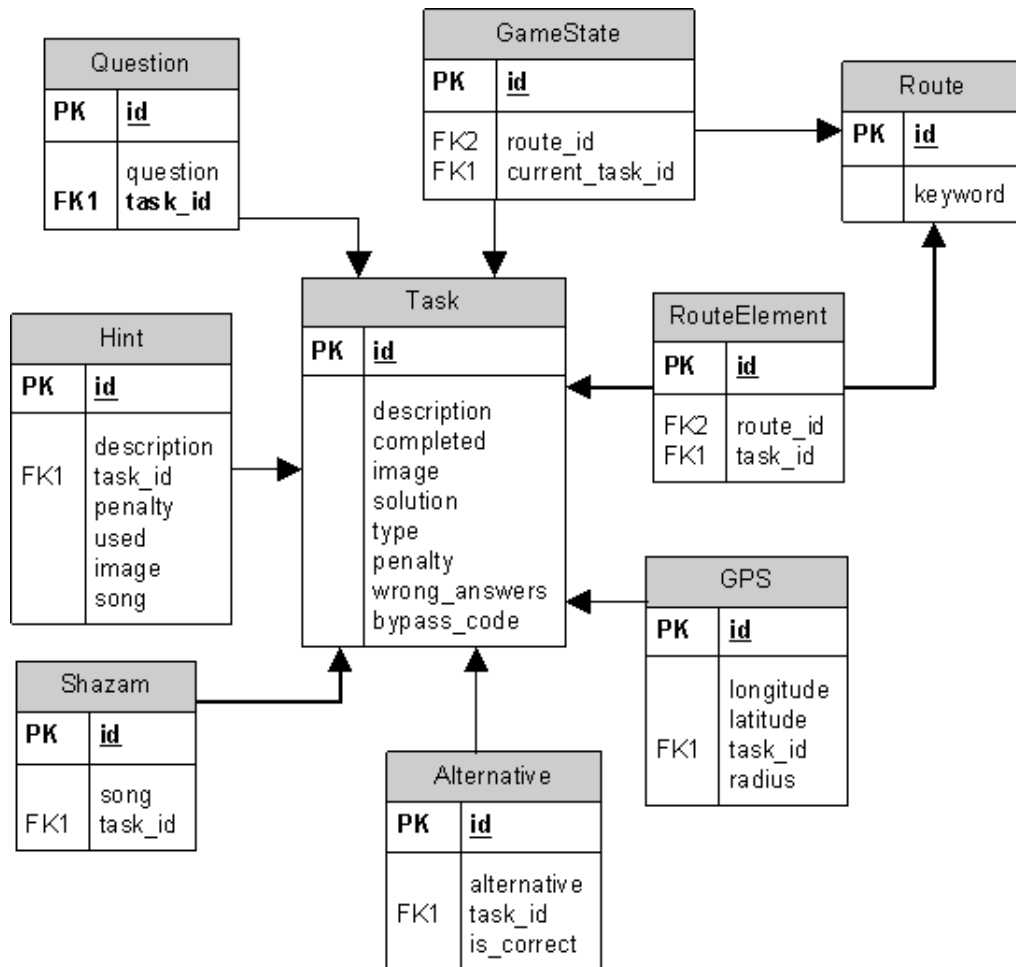 Question
PK id
question
FK1 task_id
GameState
PK id
FK2 route_id
FK1 current_task_id
Route
PK id
keyword
Hint
PK id
description
FK1 task_id
penalty
used
image
song
Task
PK id
description
completed
image
solution
type
penalty
wrong_answers
bypass_code
RouteElement
PK id
FK2 route_id
FK1 task_id
Shazam
PK id
song
FK1 task_id
Alternative
PK id
alternative
FK1 task_id
is_correct
GPS
PK id
longitude
latitude
FK1 task_id
radius